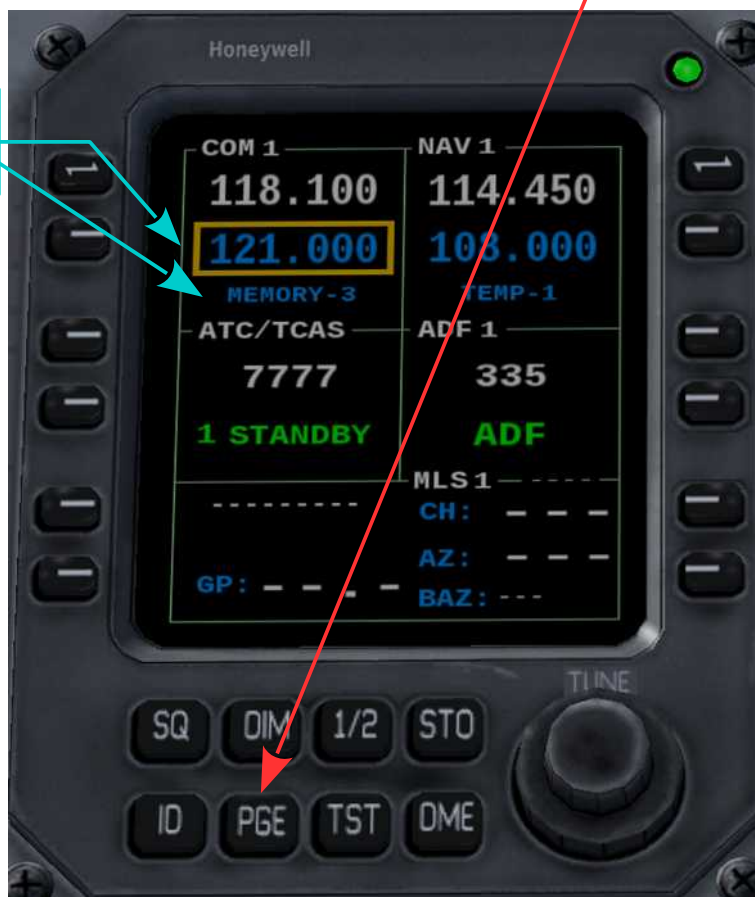 Honeywell
COM 1 NAV 1
118.100 114.450
121.000 108.000
MEMORY-3 TEMP-1
ATC/TCAS ADF 1
7777 335
1 STANDBY ADF
MLS 1 -----
--------- CH: – – –
AZ: – – –
GP: – – . –
BAZ: ---
TUNE
SQ DIM 1/2 STO
ID PGE TST DME